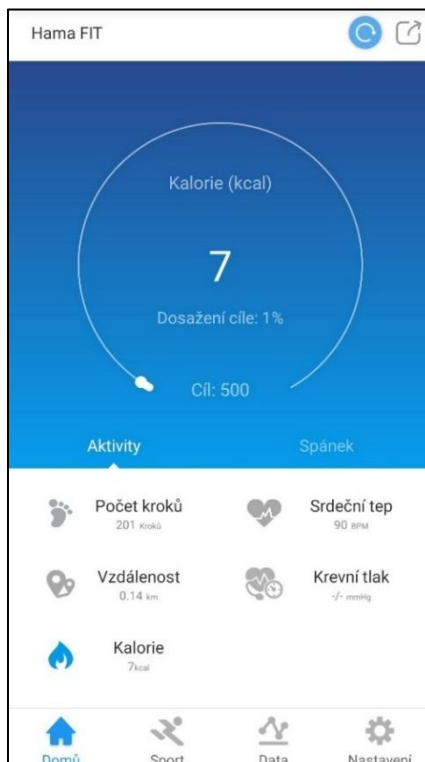 Hama FIT
Kalorie (kcal)
7
Dosažení cíle: 1%
Cíl: 500
Aktivity
Spánek
Počet kroků
201 Kroků
Srdeční tep
90 BPM
Vzdálenost
0.14 km
Krevní tlak
-/- mmHg
Kalorie
7kcal
Domů
Sport
Data
Nastavení